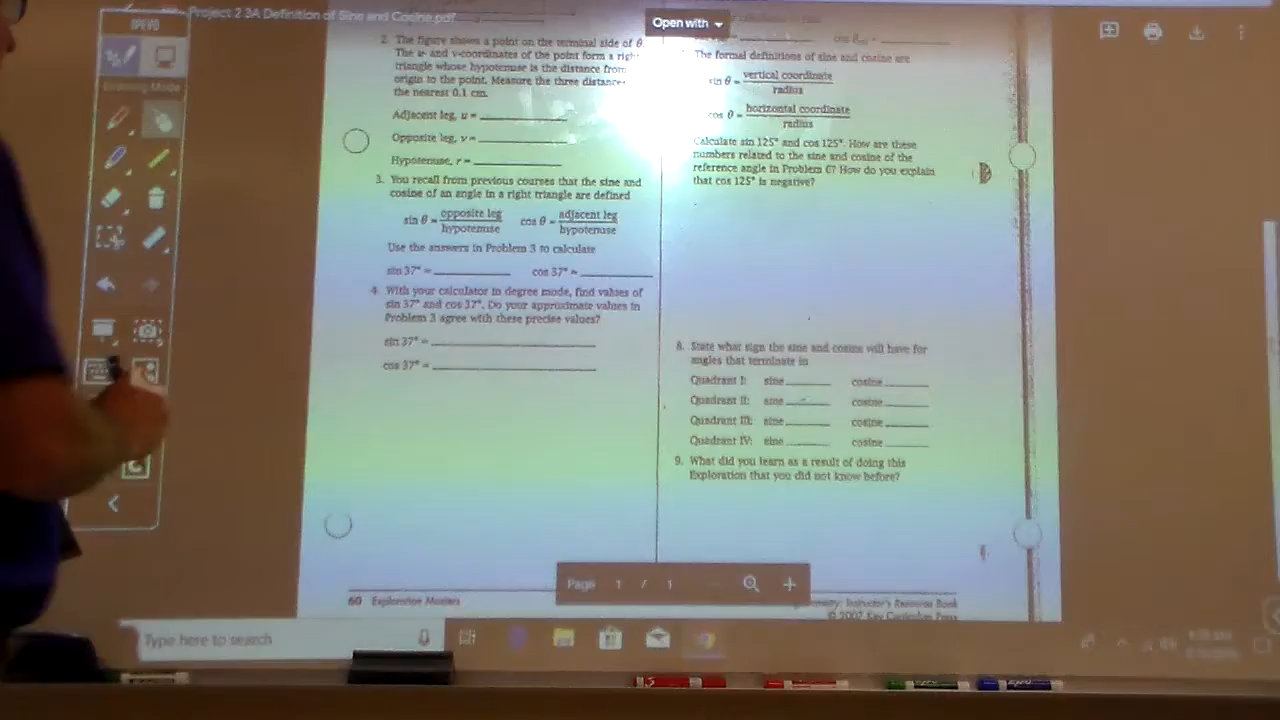 Project 2 3A Definition of Sine and Cosine.pdf
Open with
IPEVO
Drawing Mode
2. The figure shows a point on the terminal side of θ.
The u- and v-coordinates of the point form a right
triangle whose hypotenuse is the distance from
origin to the point. Measure the three distances
the nearest 0.1 cm.
Adjacent leg, u =
Opposite leg, v =
Hypotenuse, r =
3. You recall from previous courses that the sine and
cosine of an angle in a right triangle are defined
sin θ = opposite leg / hypotenuse cos θ = adjacent leg / hypotenuse
Use the answers in Problem 3 to calculate
sin 37° = cos 37° =
4. With your calculator in degree mode, find values of
sin 37° and cos 37°. Do your approximate values in
Problem 3 agree with these precise values?
sin 37° =
cos 37° =
60 Exploration Masters
The formal definitions of sine and cosine are
sin θ = vertical coordinate / radius
cos θ = horizontal coordinate / radius
Calculate sin 125° and cos 125°. How are these
numbers related to the sine and cosine of the
reference angle in Problem 6? How do you explain
that cos 125° is negative?
8. State what sign the sine and cosine will have for
angles that terminate in
Quadrant I: sine cosine
Quadrant II: sine cosine
Quadrant III: sine cosine
Quadrant IV: sine cosine
9. What did you learn as a result of doing this
Exploration that you did not know before?
Instructor's Resource Book
© 2007 Key Curriculum Press
Page 1 / 1
Type here to search